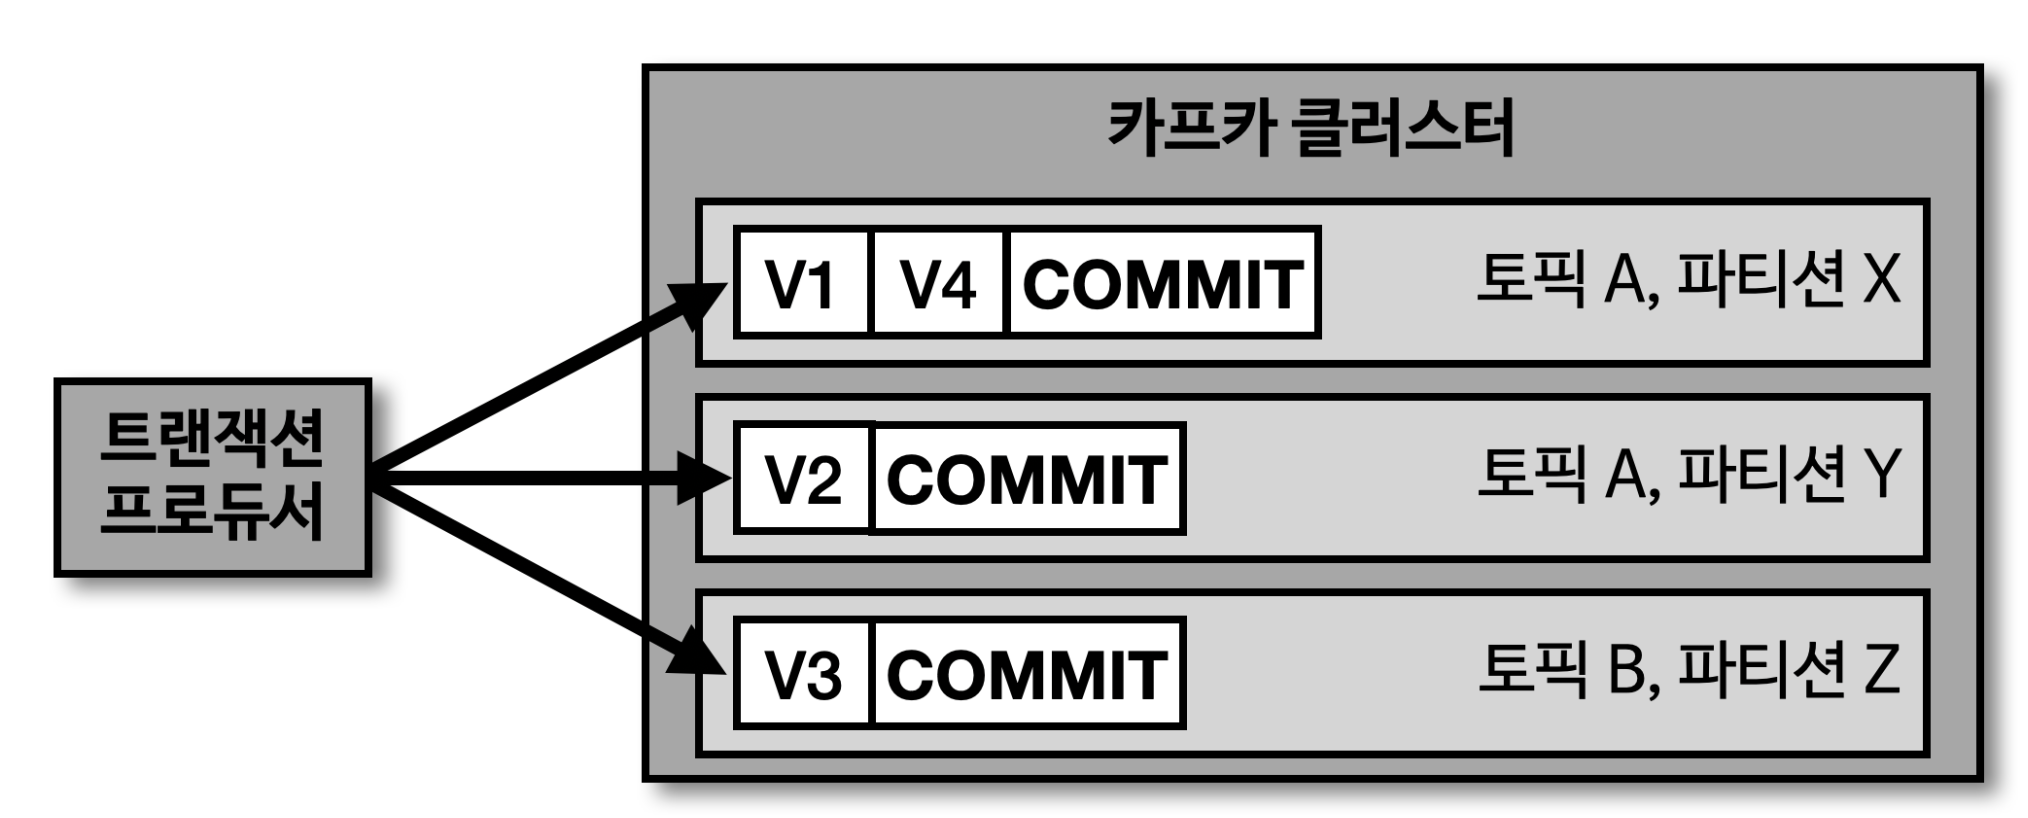 카프카 클러스터
V1 V4 COMMIT 토픽 A, 파티션 X
트랜잭션
프로듀서
V2 COMMIT 토픽 A, 파티션 Y
V3 COMMIT 토픽 B, 파티션 Z